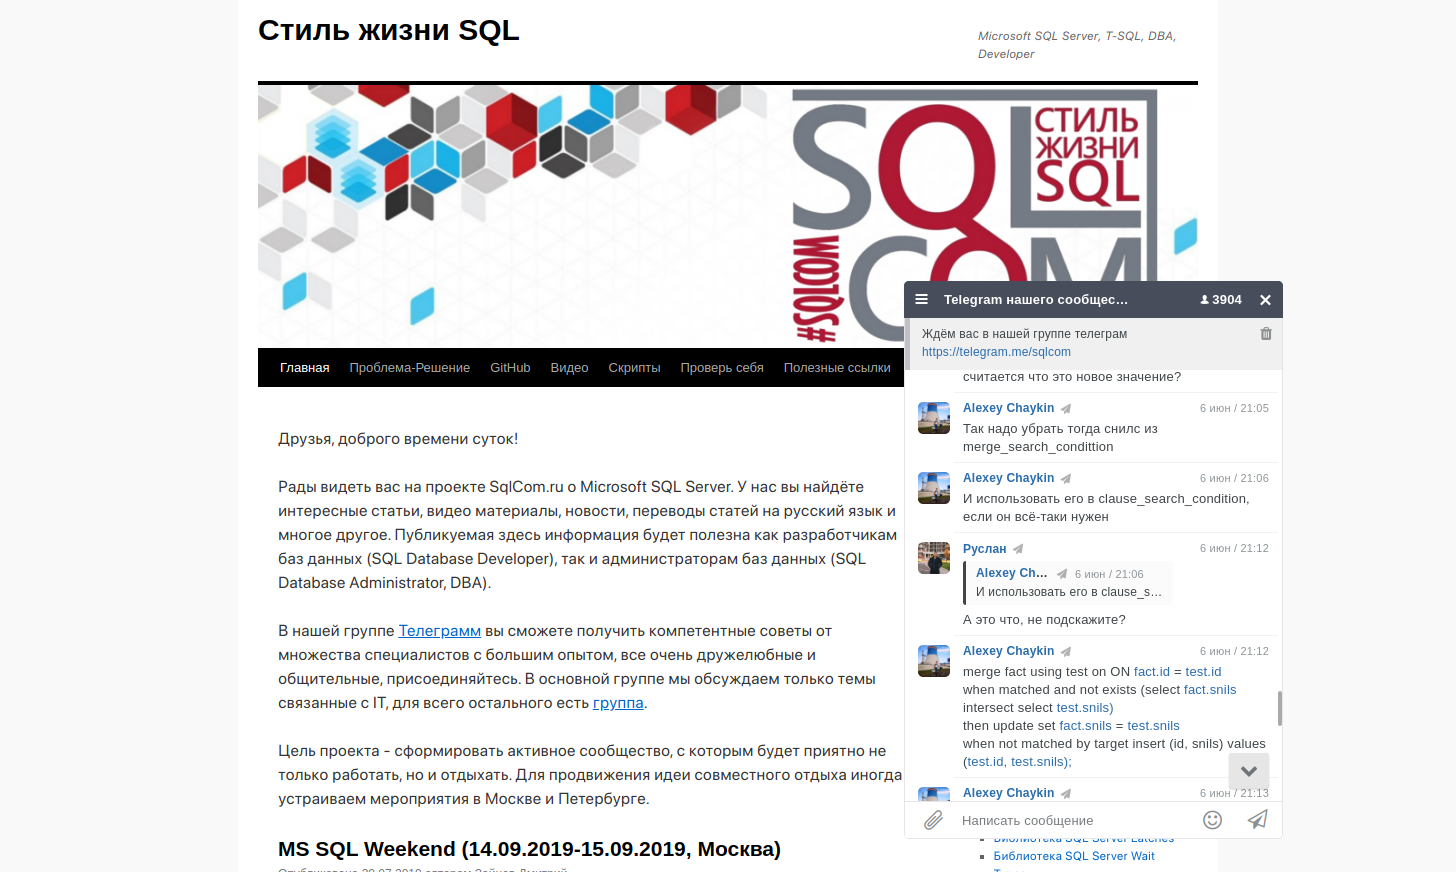 Стиль жизни SQL
Microsoft SQL Server, T-SQL, DBA,
Developer
SQL
СТИЛЬ
ЖИЗНИ
SQL
COM
#SQLCOM
Главная Проблема-Решение GitHub Видео Скрипты Проверь себя Полезные ссылки
Друзья, доброго времени суток!
Рады видеть вас на проекте SqlCom.ru о Microsoft SQL Server. У нас вы найдёте
интересные статьи, видео материалы, новости, переводы статей на русский язык и
многое другое. Публикуемая здесь информация будет полезна как разработчикам
баз данных (SQL Database Developer), так и администраторам баз данных (SQL
Database Administrator, DBA).
В нашей группе Телеграмм вы сможете получить компетентные советы от
множества специалистов с большим опытом, все очень дружелюбные и
общительные, присоединяйтесь. В основной группе мы обсуждаем только темы
связанные с IT, для всего остального есть группа.
Цель проекта - сформировать активное сообщество, с которым будет приятно не
только работать, но и отдыхать. Для продвижения идеи совместного отдыха иногда
устраиваем мероприятия в Москве и Петербурге.
MS SQL Weekend (14.09.2019-15.09.2019, Москва)
Telegram нашего сообщес... 3904
Ждём вас в нашей группе телеграм
https://telegram.me/sqlcom
считается что это новое значение?
Alexey Chaykin 6 июн / 21:05
Так надо убрать тогда снилс из
merge_search_condittion
Alexey Chaykin 6 июн / 21:06
И использовать его в clause_search_condition,
если он всё-таки нужен
Руслан 6 июн / 21:12
Alexey Ch... 6 июн / 21:06
И использовать его в clause_s...
А это что, не подскажите?
Alexey Chaykin 6 июн / 21:12
merge fact using test on ON fact.id = test.id
when matched and not exists (select fact.snils
intersect select test.snils)
then update set fact.snils = test.snils
when not matched by target insert (id, snils) values
(test.id, test.snils);
Alexey Chaykin 6 июн / 21:13
Написать сообщение
Библиотека SQL Server Latches
Библиотека SQL Server Wait